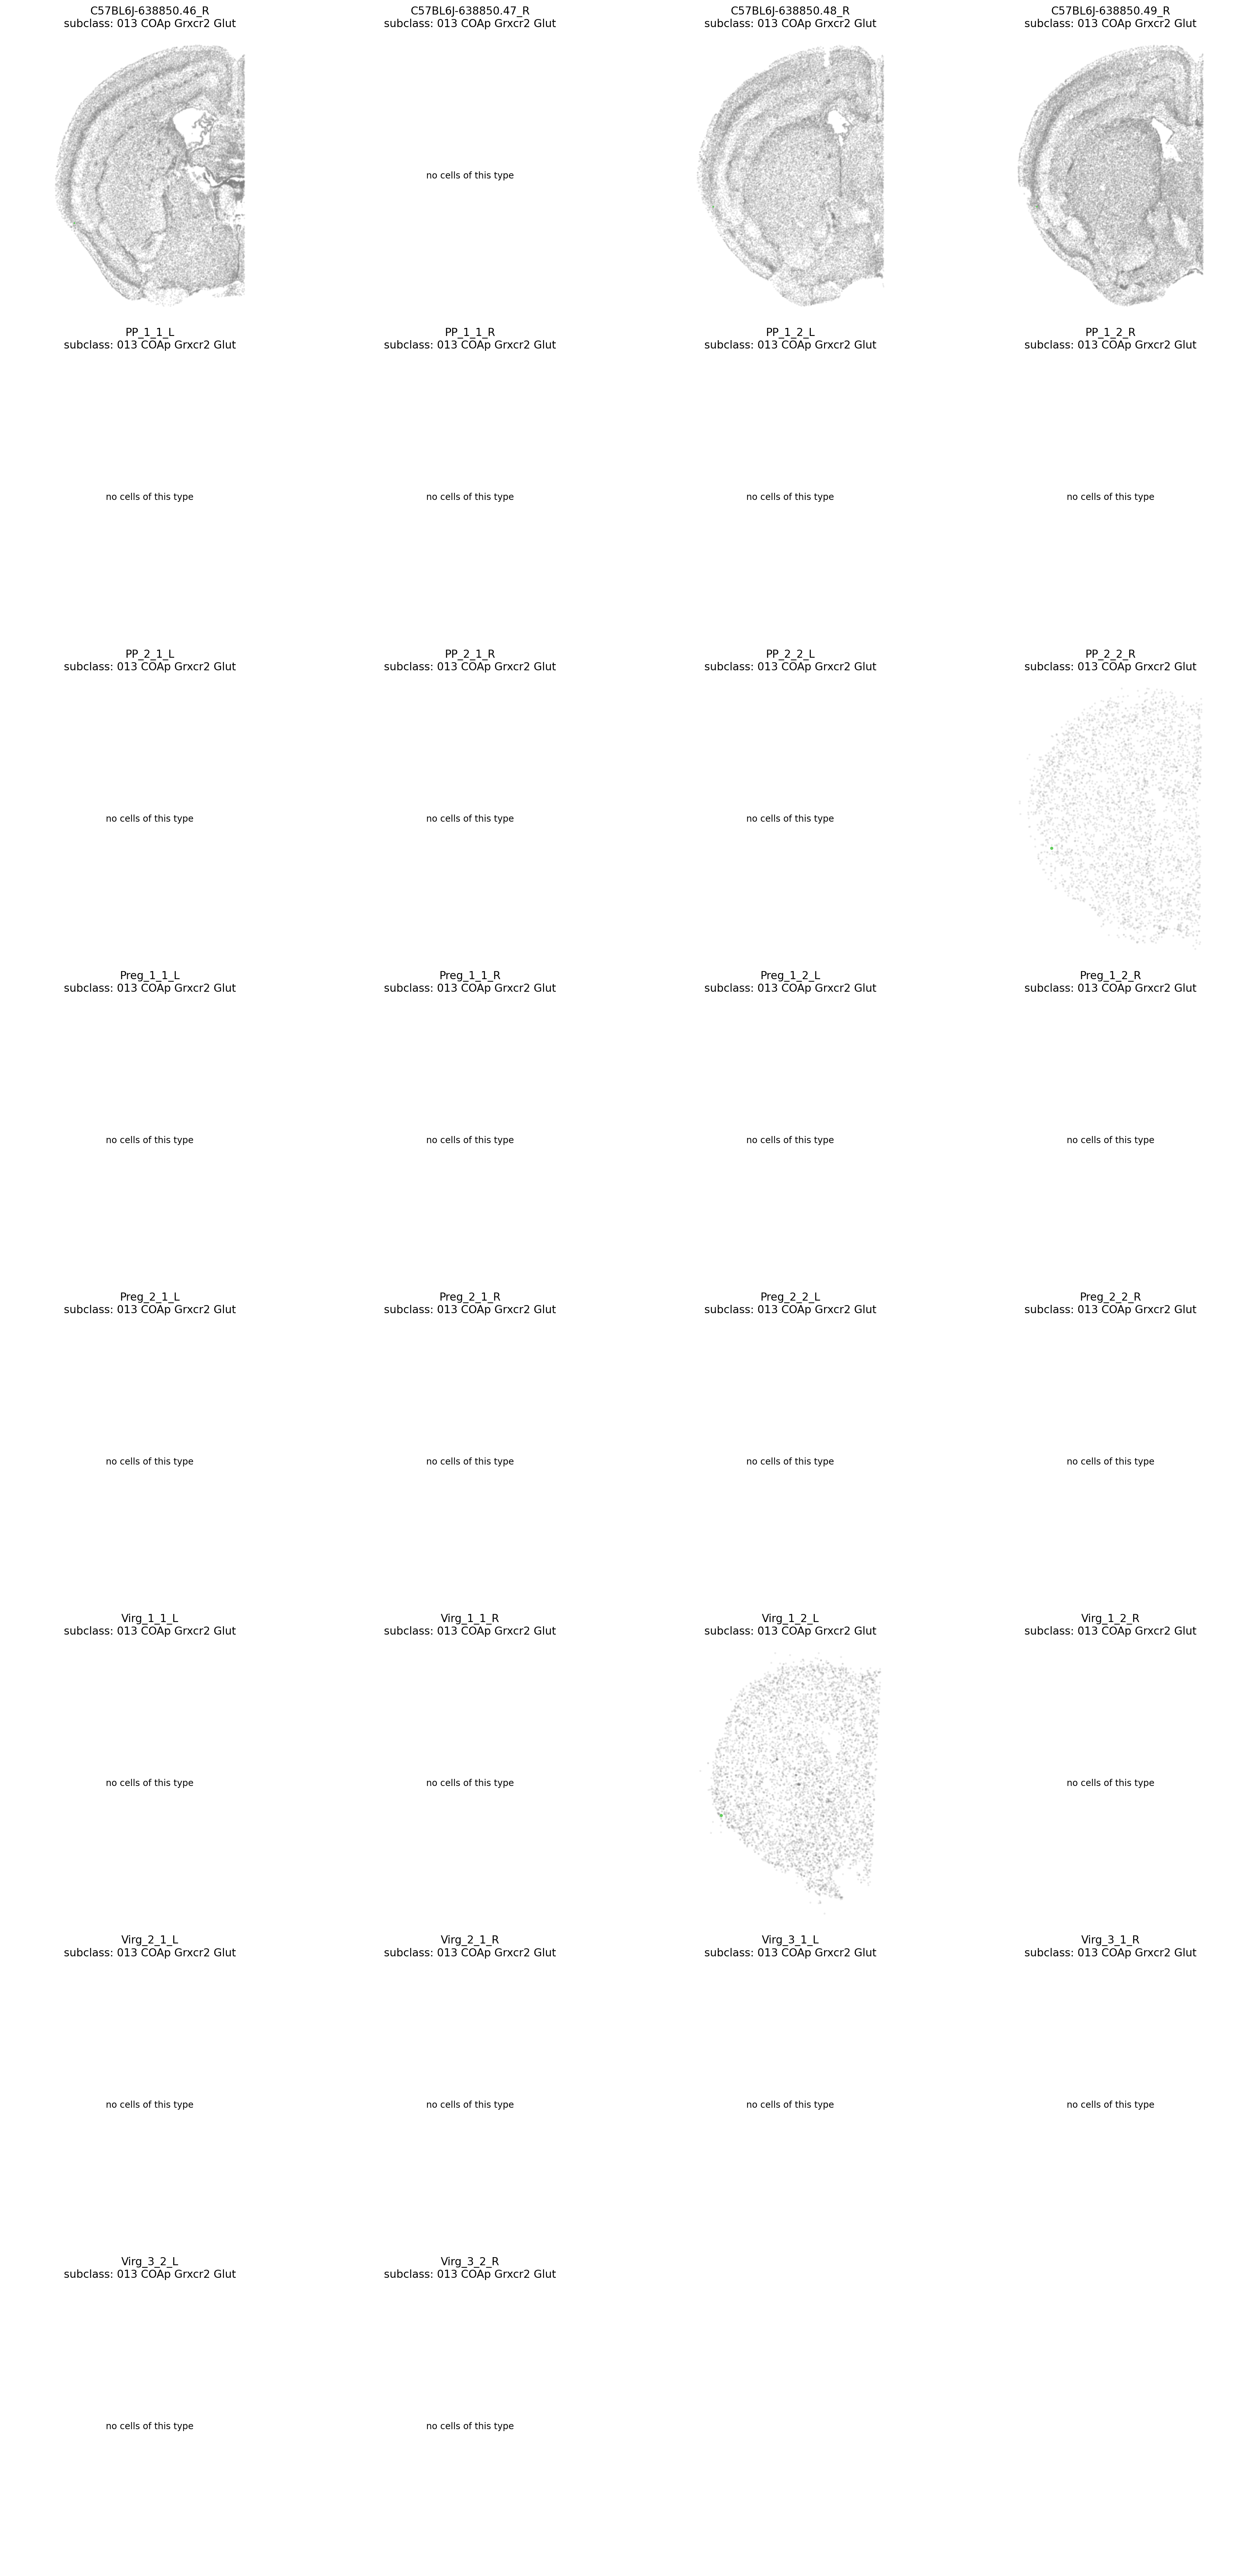 C57BL6J-638850.46_R
subclass: 013 COAp Grxcr2 Glut
C57BL6J-638850.47_R
subclass: 013 COAp Grxcr2 Glut
no cells of this type
C57BL6J-638850.48_R
subclass: 013 COAp Grxcr2 Glut
C57BL6J-638850.49_R
subclass: 013 COAp Grxcr2 Glut
PP_1_1_L
subclass: 013 COAp Grxcr2 Glut
no cells of this type
PP_1_1_R
subclass: 013 COAp Grxcr2 Glut
no cells of this type
PP_1_2_L
subclass: 013 COAp Grxcr2 Glut
no cells of this type
PP_1_2_R
subclass: 013 COAp Grxcr2 Glut
no cells of this type
PP_2_1_L
subclass: 013 COAp Grxcr2 Glut
no cells of this type
PP_2_1_R
subclass: 013 COAp Grxcr2 Glut
no cells of this type
PP_2_2_L
subclass: 013 COAp Grxcr2 Glut
no cells of this type
PP_2_2_R
subclass: 013 COAp Grxcr2 Glut
Preg_1_1_L
subclass: 013 COAp Grxcr2 Glut
no cells of this type
Preg_1_1_R
subclass: 013 COAp Grxcr2 Glut
no cells of this type
Preg_1_2_L
subclass: 013 COAp Grxcr2 Glut
no cells of this type
Preg_1_2_R
subclass: 013 COAp Grxcr2 Glut
no cells of this type
Preg_2_1_L
subclass: 013 COAp Grxcr2 Glut
no cells of this type
Preg_2_1_R
subclass: 013 COAp Grxcr2 Glut
no cells of this type
Preg_2_2_L
subclass: 013 COAp Grxcr2 Glut
no cells of this type
Preg_2_2_R
subclass: 013 COAp Grxcr2 Glut
no cells of this type
Virg_1_1_L
subclass: 013 COAp Grxcr2 Glut
no cells of this type
Virg_1_1_R
subclass: 013 COAp Grxcr2 Glut
no cells of this type
Virg_1_2_L
subclass: 013 COAp Grxcr2 Glut
Virg_1_2_R
subclass: 013 COAp Grxcr2 Glut
no cells of this type
Virg_2_1_L
subclass: 013 COAp Grxcr2 Glut
no cells of this type
Virg_2_1_R
subclass: 013 COAp Grxcr2 Glut
no cells of this type
Virg_3_1_L
subclass: 013 COAp Grxcr2 Glut
no cells of this type
Virg_3_1_R
subclass: 013 COAp Grxcr2 Glut
no cells of this type
Virg_3_2_L
subclass: 013 COAp Grxcr2 Glut
no cells of this type
Virg_3_2_R
subclass: 013 COAp Grxcr2 Glut
no cells of this type